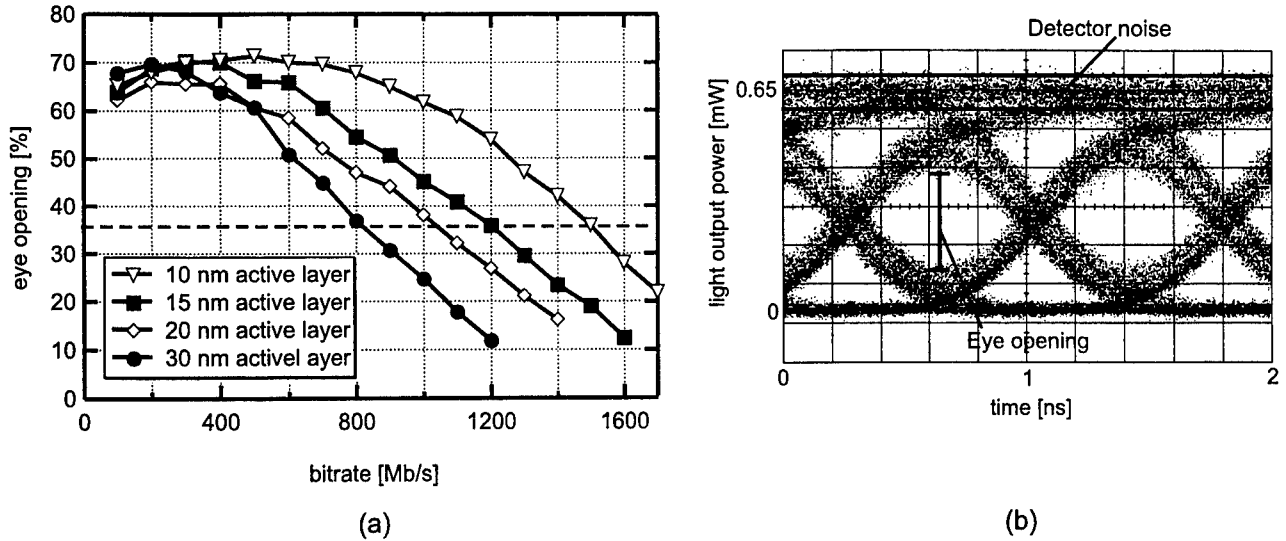 80
70
60
50
40
30
20
10
0
eye opening [%]
10 nm active layer
15 nm active layer
20 nm active layer
30 nm activel ayer
0 400 800 1200 1600
bitrate [Mb/s]
(a)
Detector noise
0.65
0
light output power [mW]
Eye opening
0 1 2
time [ns]
(b)